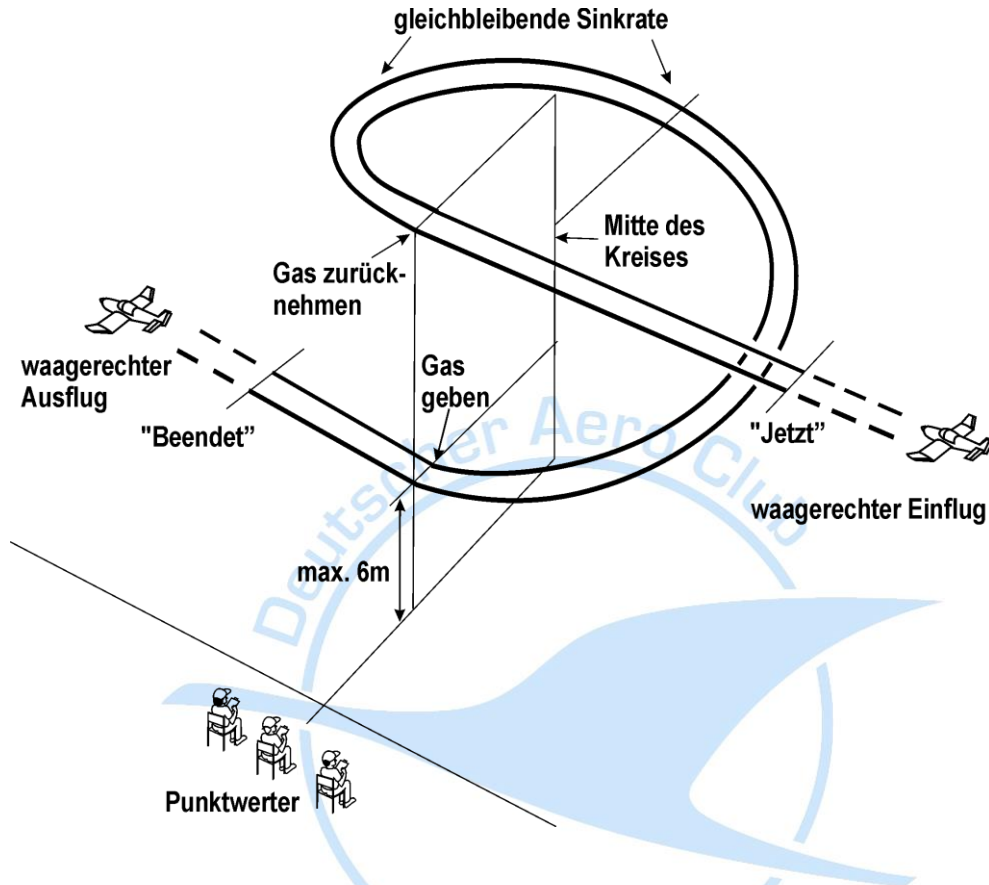 gleichbleibende Sinkrate
Mitte des
Kreises
Gas zurück-
nehmen
waagerechter
Ausflug
Gas
geben
"Beendet”
"Jetzt”
waagerechter Einflug
max. 6m
Punktwerter
Deutscher Aero Club